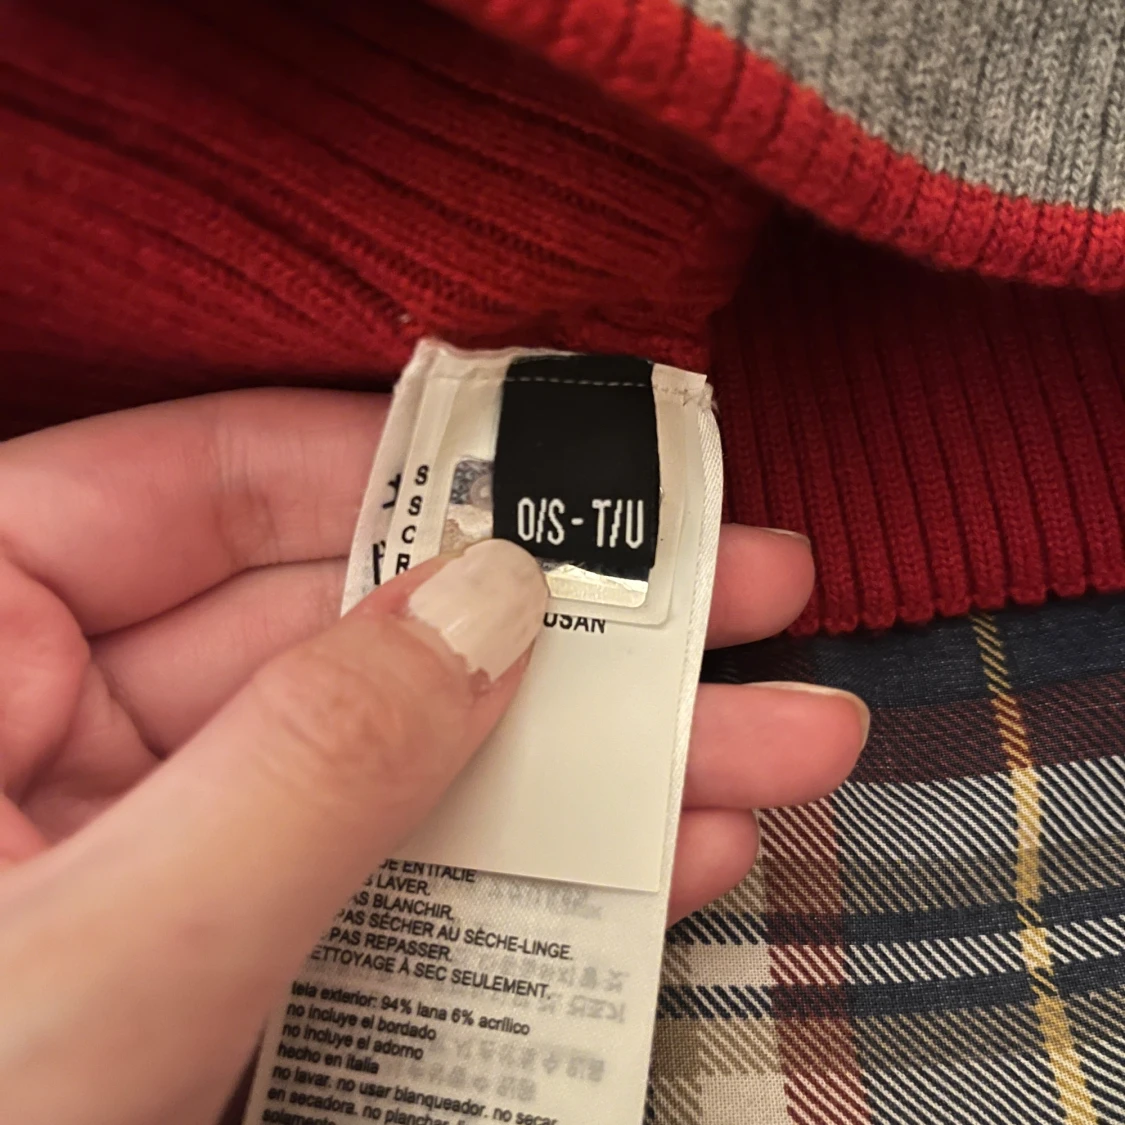 O/S - T/U
S
S
C
R
USAN
EN ITALIE
LAVER.
BLANCHIR.
PAS SÉCHER AU SÈCHE-LINGE.
PAS REPASSER.
ETTOYAGE À SEC SEULEMENT.
tela exterior: 94% lana 6% acrílico
no incluye el bordado
no incluye el adorno
hecho en italia
no lavar. no usar blanqueador. no secar
en secadora. no planchar.
solamente